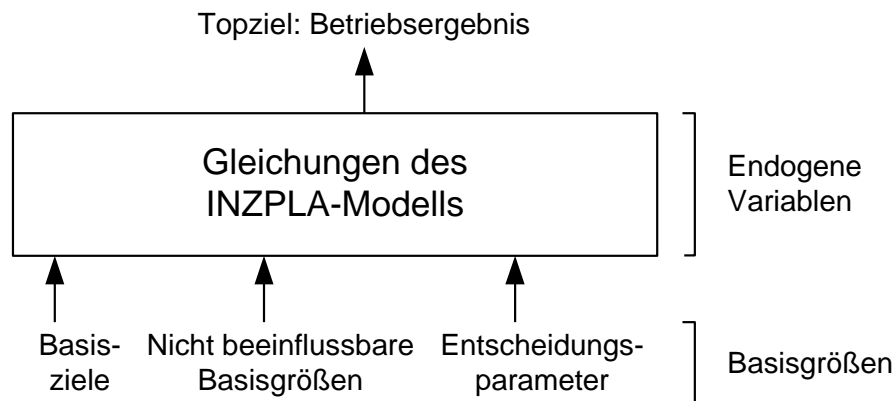 Topziel: Betriebsergebnis
Gleichungen des
INZPLA-Modells
Endogene
Variablen
Basis-
ziele
Nicht beeinflussbare
Basisgrößen
Entscheidungs-
parameter
Basisgrößen